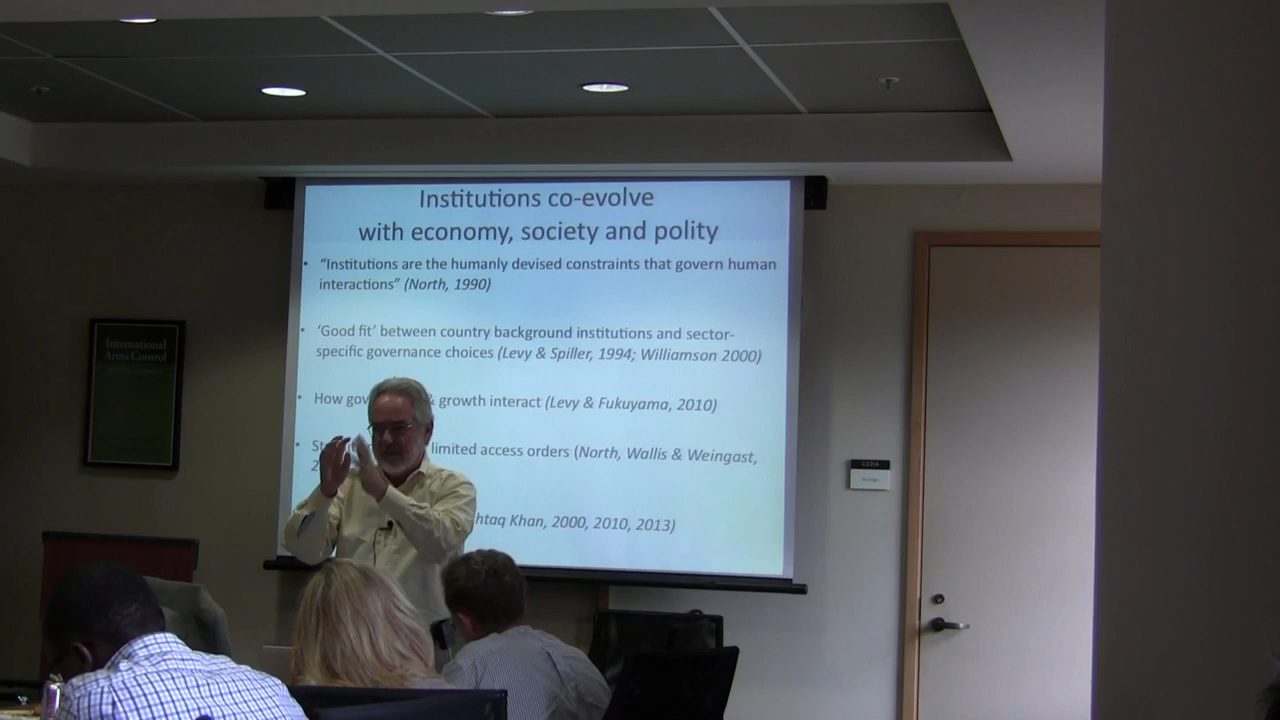 Institutions co-evolve
with economy, society and polity
• “Institutions are the humanly devised constraints that govern human
interactions” (North, 1990)
• ‘Good fit’ between country background institutions and sector-
specific governance choices (Levy & Spiller, 1994; Williamson 2000)
• How & growth interact (Levy & Fukuyama, 2010)
• limited access orders (North, Wallis & Weingast,
Khan, 2000, 2010, 2013)
International
Arms Control
Storage